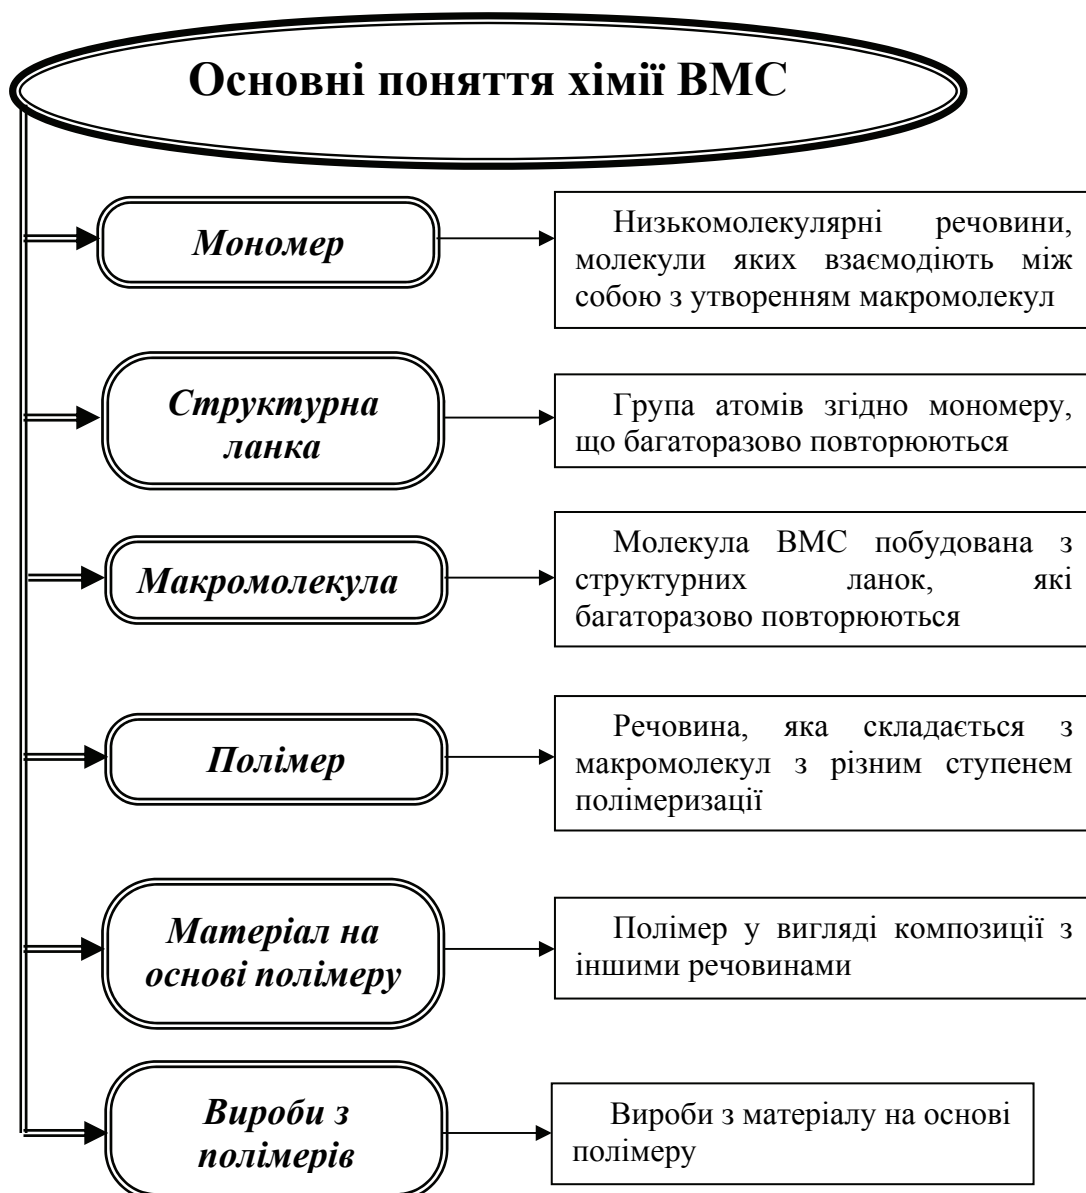 Основні поняття хімії ВМС
Мономер
Низькомолекулярні речовини,
молекули яких взаємодіють між
собою з утворенням макромолекул
Структурна
ланка
Група атомів згідно мономеру,
що багаторазово повторюються
Макромолекула
Молекула ВМС побудована з
структурних ланок, які
багаторазово повторюються
Полімер
Речовина, яка складається з
макромолекул з різним ступенем
полімеризації
Матеріал на
основі полімеру
Полімер у вигляді композиції з
іншими речовинами
Вироби з
полімерів
Вироби з матеріалу на основі
полімеру